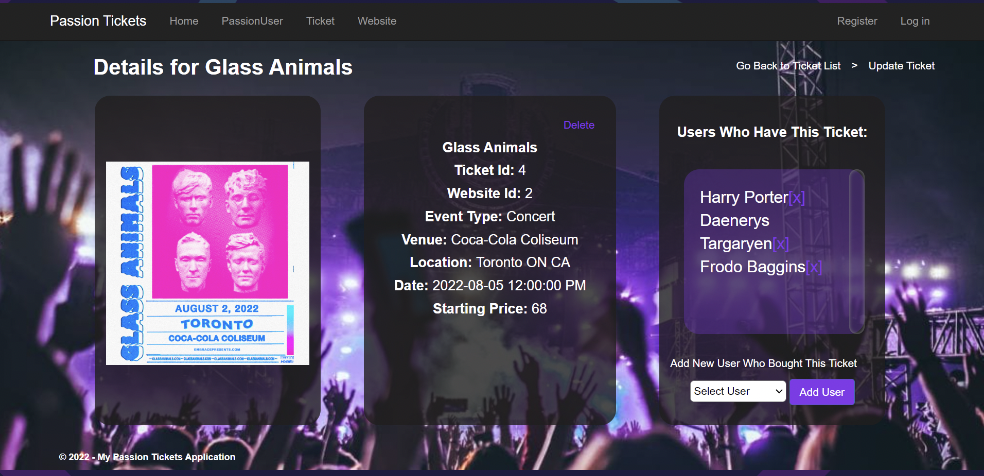 Passion Tickets Home PassionUser Ticket Website Register Log in
Details for Glass Animals
Go Back to Ticket List > Update Ticket
GLASS ANIMALS
AUGUST 2, 2022
TORONTO
COCA-COLA COLISEUM
Delete
Glass Animals
Ticket Id: 4
Website Id: 2
Event Type: Concert
Venue: Coca-Cola Coliseum
Location: Toronto ON CA
Date: 2022-08-05 12:00:00 PM
Starting Price: 68
Users Who Have This Ticket:
Harry Porter[x]
Daenerys
Targaryen[x]
Frodo Baggins[x]
Add New User Who Bought This Ticket
Select User Add User
© 2022 - My Passion Tickets Application